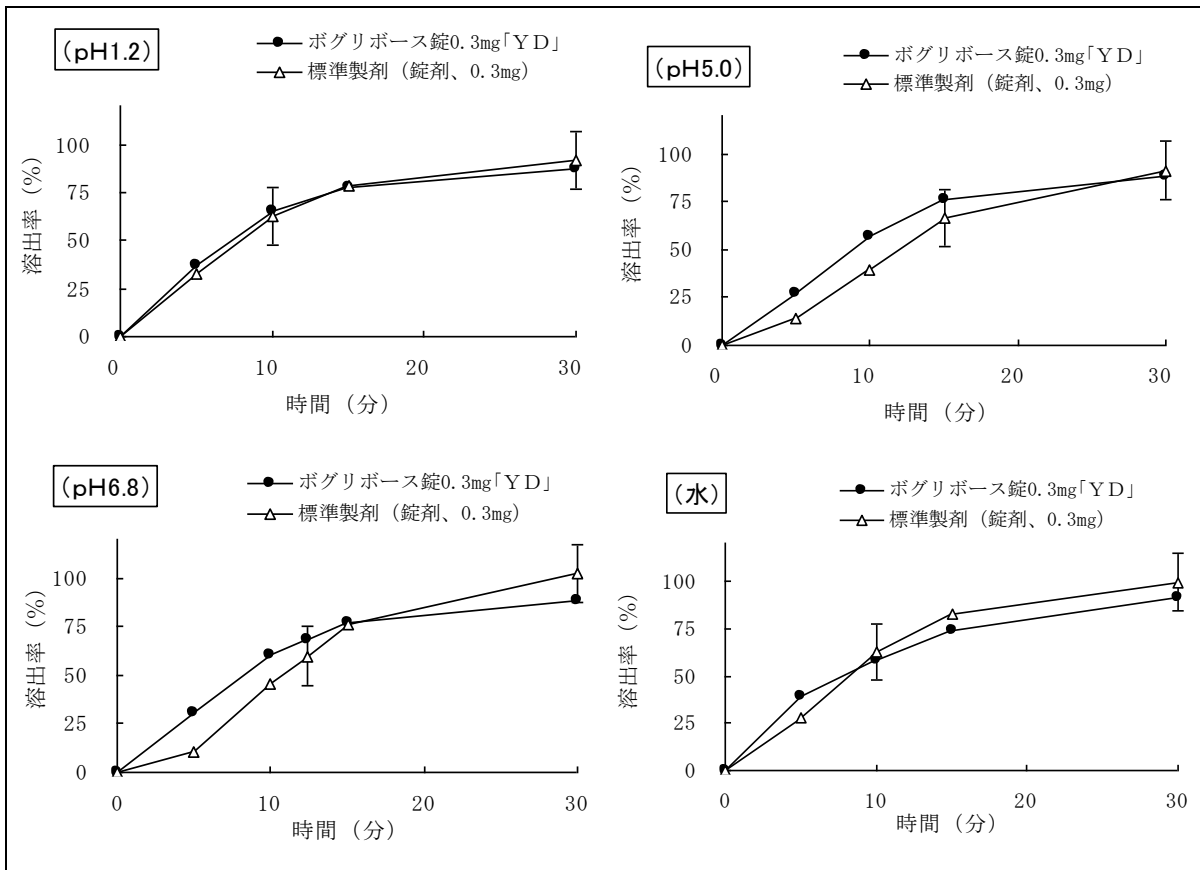 (pH1.2)
ボグリボース錠0.3mg「ＹＤ」
標準製剤（錠剤、0.3mg）
溶出率（%）
100
75
50
25
0
0 10 20 30
時間（分）
(pH5.0)
ボグリボース錠0.3mg「ＹＤ」
標準製剤（錠剤、0.3mg）
溶出率（%）
100
75
50
25
0
0 10 20 30
時間（分）
(pH6.8)
ボグリボース錠0.3mg「ＹＤ」
標準製剤（錠剤、0.3mg）
溶出率（%）
100
75
50
25
0
0 10 20 30
時間（分）
(水)
ボグリボース錠0.3mg「ＹＤ」
標準製剤（錠剤、0.3mg）
溶出率（%）
100
75
50
25
0
0 10 20 30
時間（分）